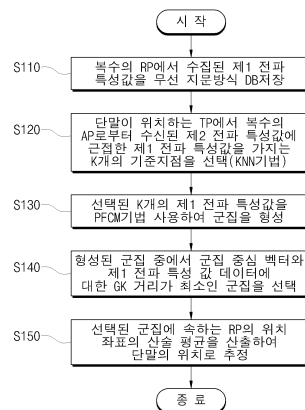 시 작
S110
복수의 RP에서 수집된 제1 전파
특성값을 무선 지문방식 DB저장
S120
단말이 위치하는 TP에서 복수의
AP로부터 수신된 제2 전파 특성값에
근접한 제1 전파 특성값을 가지는
K개의 기준지점을 선택(KNN기법)
S130
선택된 K개의 제1 전파 특성값을
PFCM기법 사용하여 군집을 형성
S140
형성된 군집 중에서 군집 중심 벡터와
제1 전파 특성 값 데이터에
대한 GK 거리가 최소인 군집을 선택
S150
선택된 군집에 속하는 RP의 위치
좌표의 산술 평균을 산출하여
단말의 위치로 추정
종 료